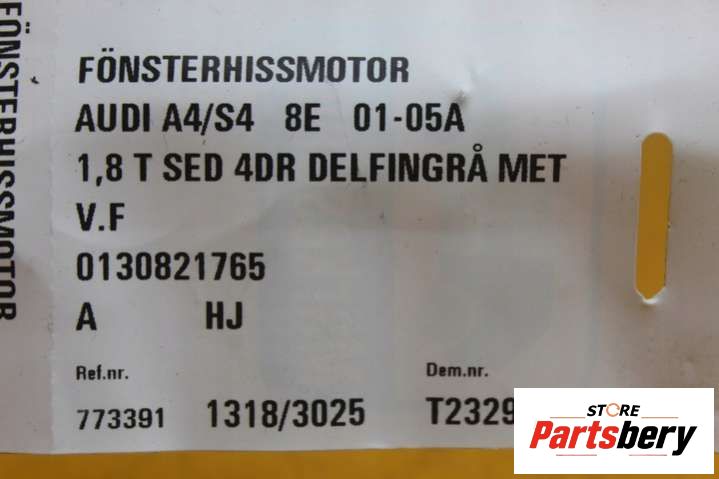 FÖNSTERHISSMOTOR
FÖNSTERHISSMOTOR
AUDI A4/S4 8E 01-05A
1,8 T SED 4DR DELFINGRÅ MET
V.F
0130821765
A HJ
Ref.nr. Dem.nr.
773391 1318/3025 T2329
STORE
Partsbery